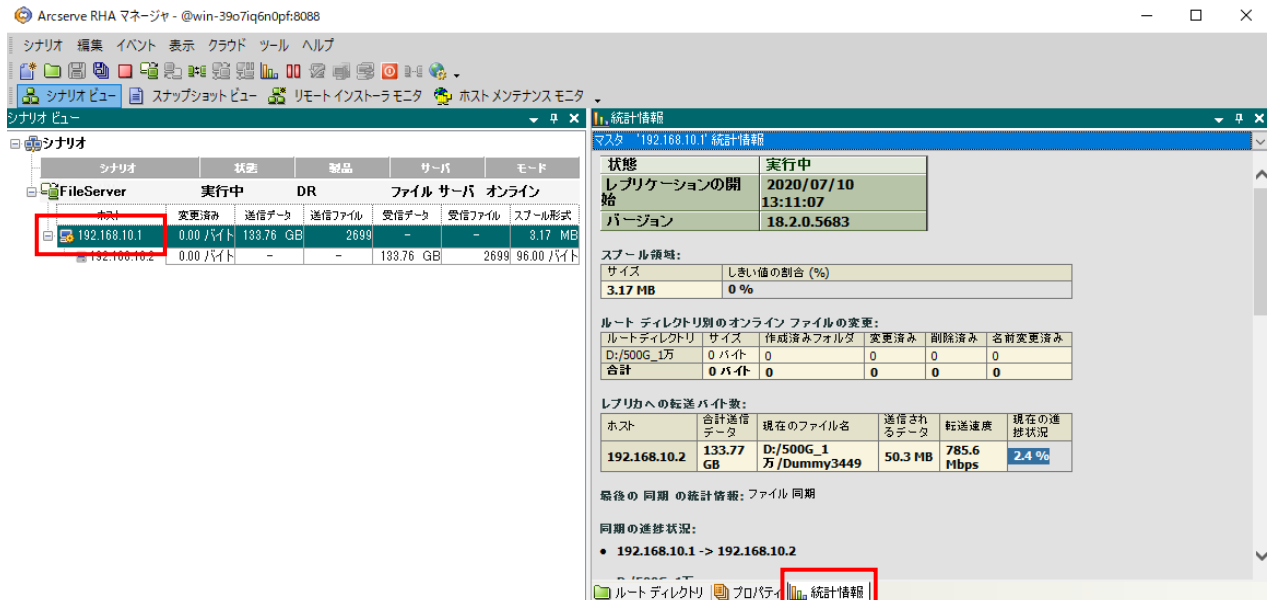 Arcserve RHA マネージャ - @win-39o7iq6n0pf:8088
シナリオ 編集 イベント 表示 クラウド ツール ヘルプ
シナリオ ビュー スナップショット ビュー リモート インストーラ モニタ ホスト メンテナンス モニタ
シナリオ ビュー
シナリオ
シナリオ 状態 製品 サーバ モード
FileServer 実行中 DR ファイル サーバ オンライン
ホスト 変更済み 送信データ 送信ファイル 受信データ 受信ファイル スプール形式
192.168.10.1 0.00 バイト 133.76 GB 2699 - - 3.17 MB
192.168.10.2 0.00 バイト - - 133.76 GB 2699 96.00 バイト
統計情報
マスタ '192.168.10.1' 統計情報
状態 実行中
レプリケーションの開始 2020/07/10 13:11:07
バージョン 18.2.0.5683
スプール領域:
サイズ しきい値の割合 (%)
3.17 MB 0 %
ルート ディレクトリ別のオンライン ファイルの変更:
ルートディレクトリ サイズ 作成済みフォルダ 変更済み 削除済み 名前変更済み
D:/500G_1万 0 バイト 0 0 0 0
合計 0 バイト 0 0 0 0
レプリカへの転送バイト数:
ホスト 合計送信データ 現在のファイル名 送信されるデータ 転送速度 現在の進捗状況
192.168.10.2 133.77 GB D:/500G_1万/Dummy3449 50.3 MB 785.6 Mbps 2.4 %
最後の 同期 の統計情報: ファイル 同期
同期の進捗状況:
• 192.168.10.1 -> 192.168.10.2
ルート ディレクトリ プロパティ 統計情報